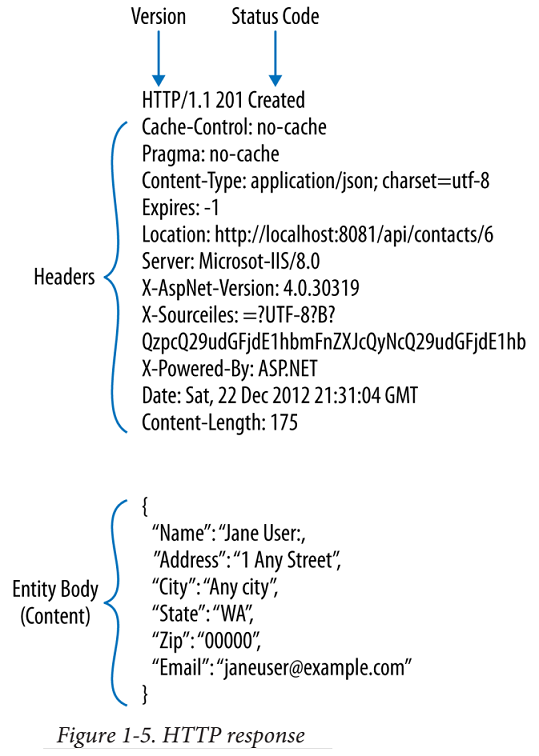 Version Status Code
HTTP/1.1 201 Created
Cache-Control: no-cache
Pragma: no-cache
Content-Type: application/json; charset=utf-8
Expires: -1
Location: http://localhost:8081/api/contacts/6
Headers
Server: Microsot-IIS/8.0
X-AspNet-Version: 4.0.30319
X-Sourceiles: =?UTF-8?B?
QzpcQ29udGFjdE1hbmFnZXJcQyNcQ29udGFjdE1hb
X-Powered-By: ASP.NET
Date: Sat, 22 Dec 2012 21:31:04 GMT
Content-Length: 175
{
“Name”: “Jane User:,
”Address”: “1 Any Street”,
“City”: “Any city”,
Entity Body
(Content)
“State”: “WA”,
“Zip”: “00000”,
“Email”: “janeuser@example.com”
}
Figure 1-5. HTTP response